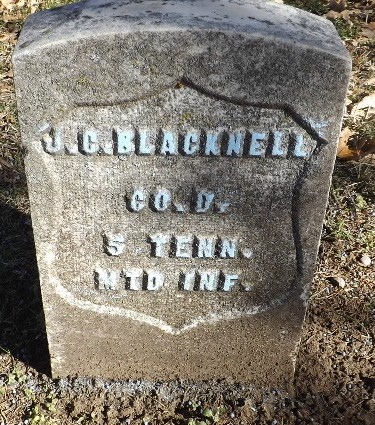 J.C.BLACKNELL
CO.D.
5 TENN.
MTD INF.